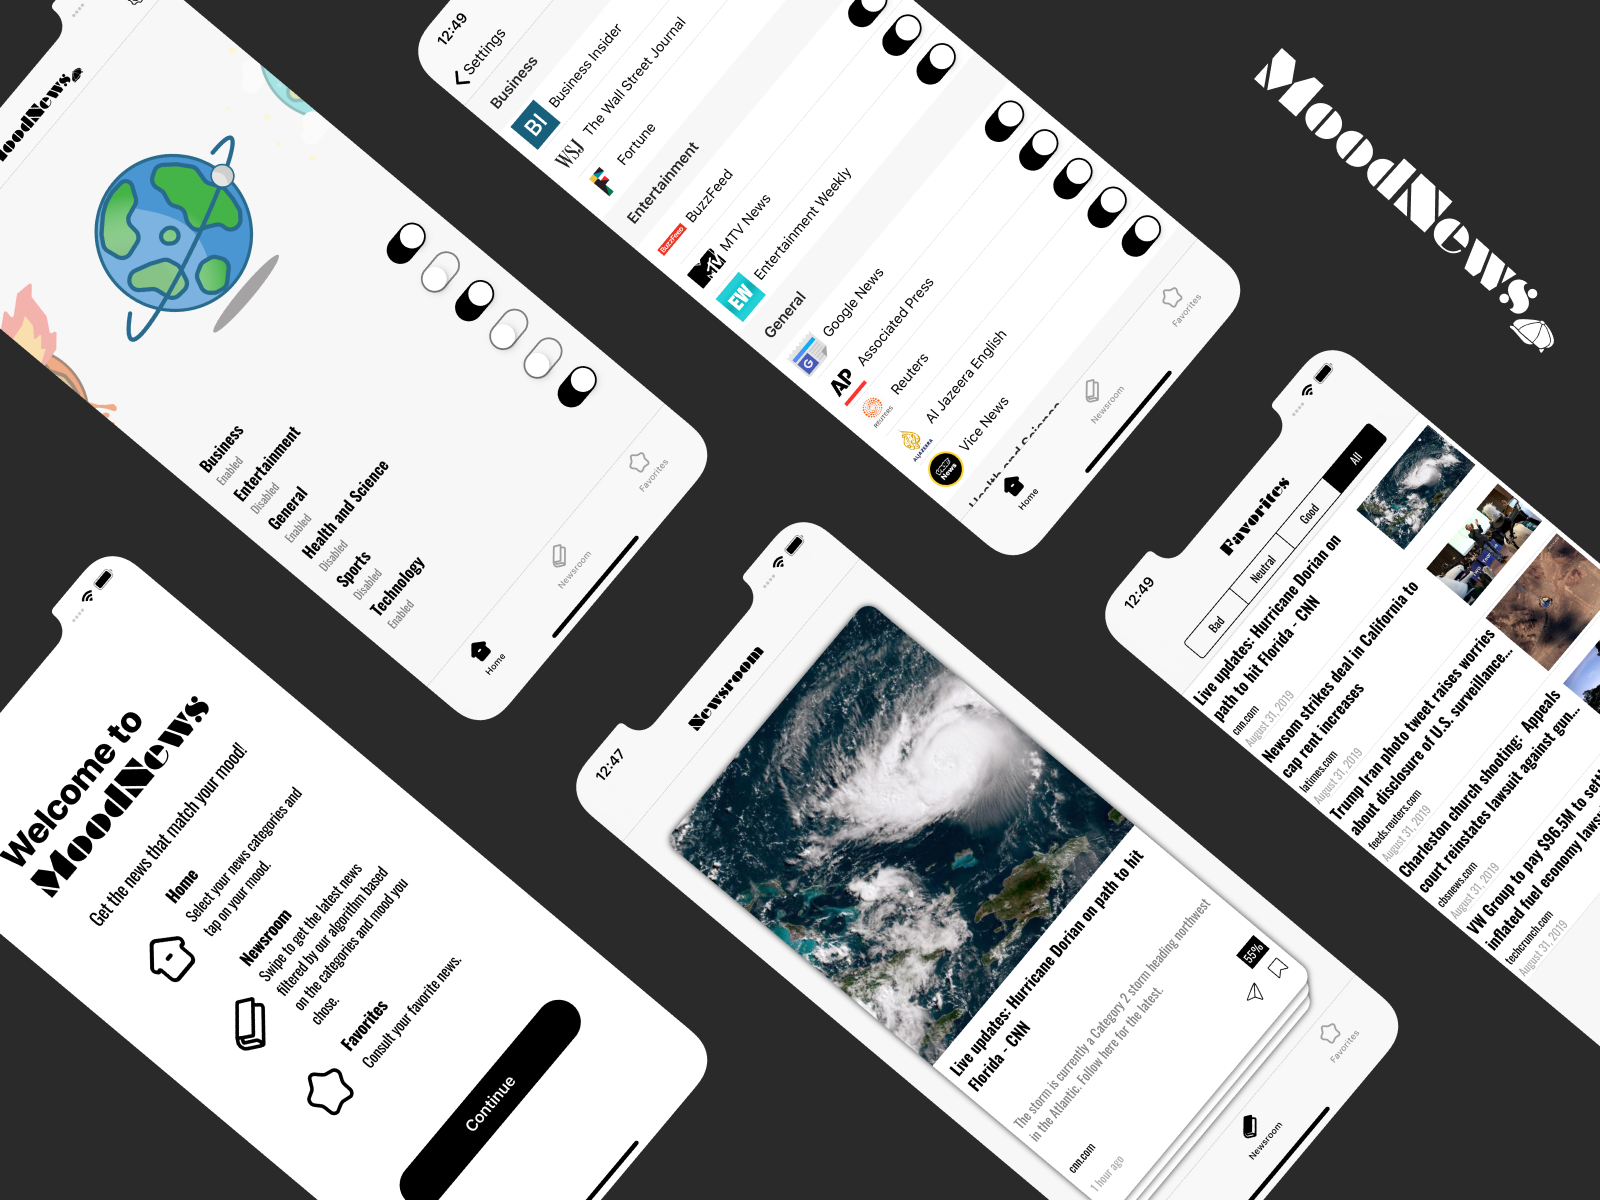 MoodNews
Business
Enabled
Entertainment
Disabled
General
Enabled
Health and Science
Disabled
Sports
Disabled
Technology
Enabled
Home
Newsroom
Favorites
12:49
Settings
Business
BI
Business Insider
WSJ
The Wall Street Journal
Fortune
Entertainment
BuzzFeed
BuzzFeed
MTV
MTV News
EW
Entertainment Weekly
General
G
Google News
AP
Associated Press
REUTERS
Reuters
ALJAZEERA
Al Jazeera English
News
Vice News
Health and Science
Home
Newsroom
Favorites
MoodNews
Welcome to
MoodNews
Get the news that match your mood!
Home
Select your news categories and
tap on your mood.
Newsroom
Swipe to get the latest news
filtered by our algorithm based
on the categories and mood you
chose.
Favorites
Consult your favorite news.
Continue
12:47
Newsroom
Live updates: Hurricane Dorian on path to hit
Florida - CNN
The storm is currently a Category 2 storm heading northwest
in the Atlantic. Follow here for the latest.
cnn.com
1 hour ago
55%
Newsroom
Favorites
12:49
Favorites
Bad
Neutral
Good
All
Live updates: Hurricane Dorian on
path to hit Florida - CNN
cnn.com
August 31, 2019
Newsom strikes deal in California to
cap rent increases
latimes.com
August 31, 2019
Trump Iran photo tweet raises worries
about disclosure of U.S. surveillance...
feeds.reuters.com
August 31, 2019
Charleston church shooting: Appeals
court reinstates lawsuit against gun...
cbsnews.com
August 31, 2019
VW Group to pay $96.5M to
inflated fuel economy
techcrunch.com
August 31, 2019